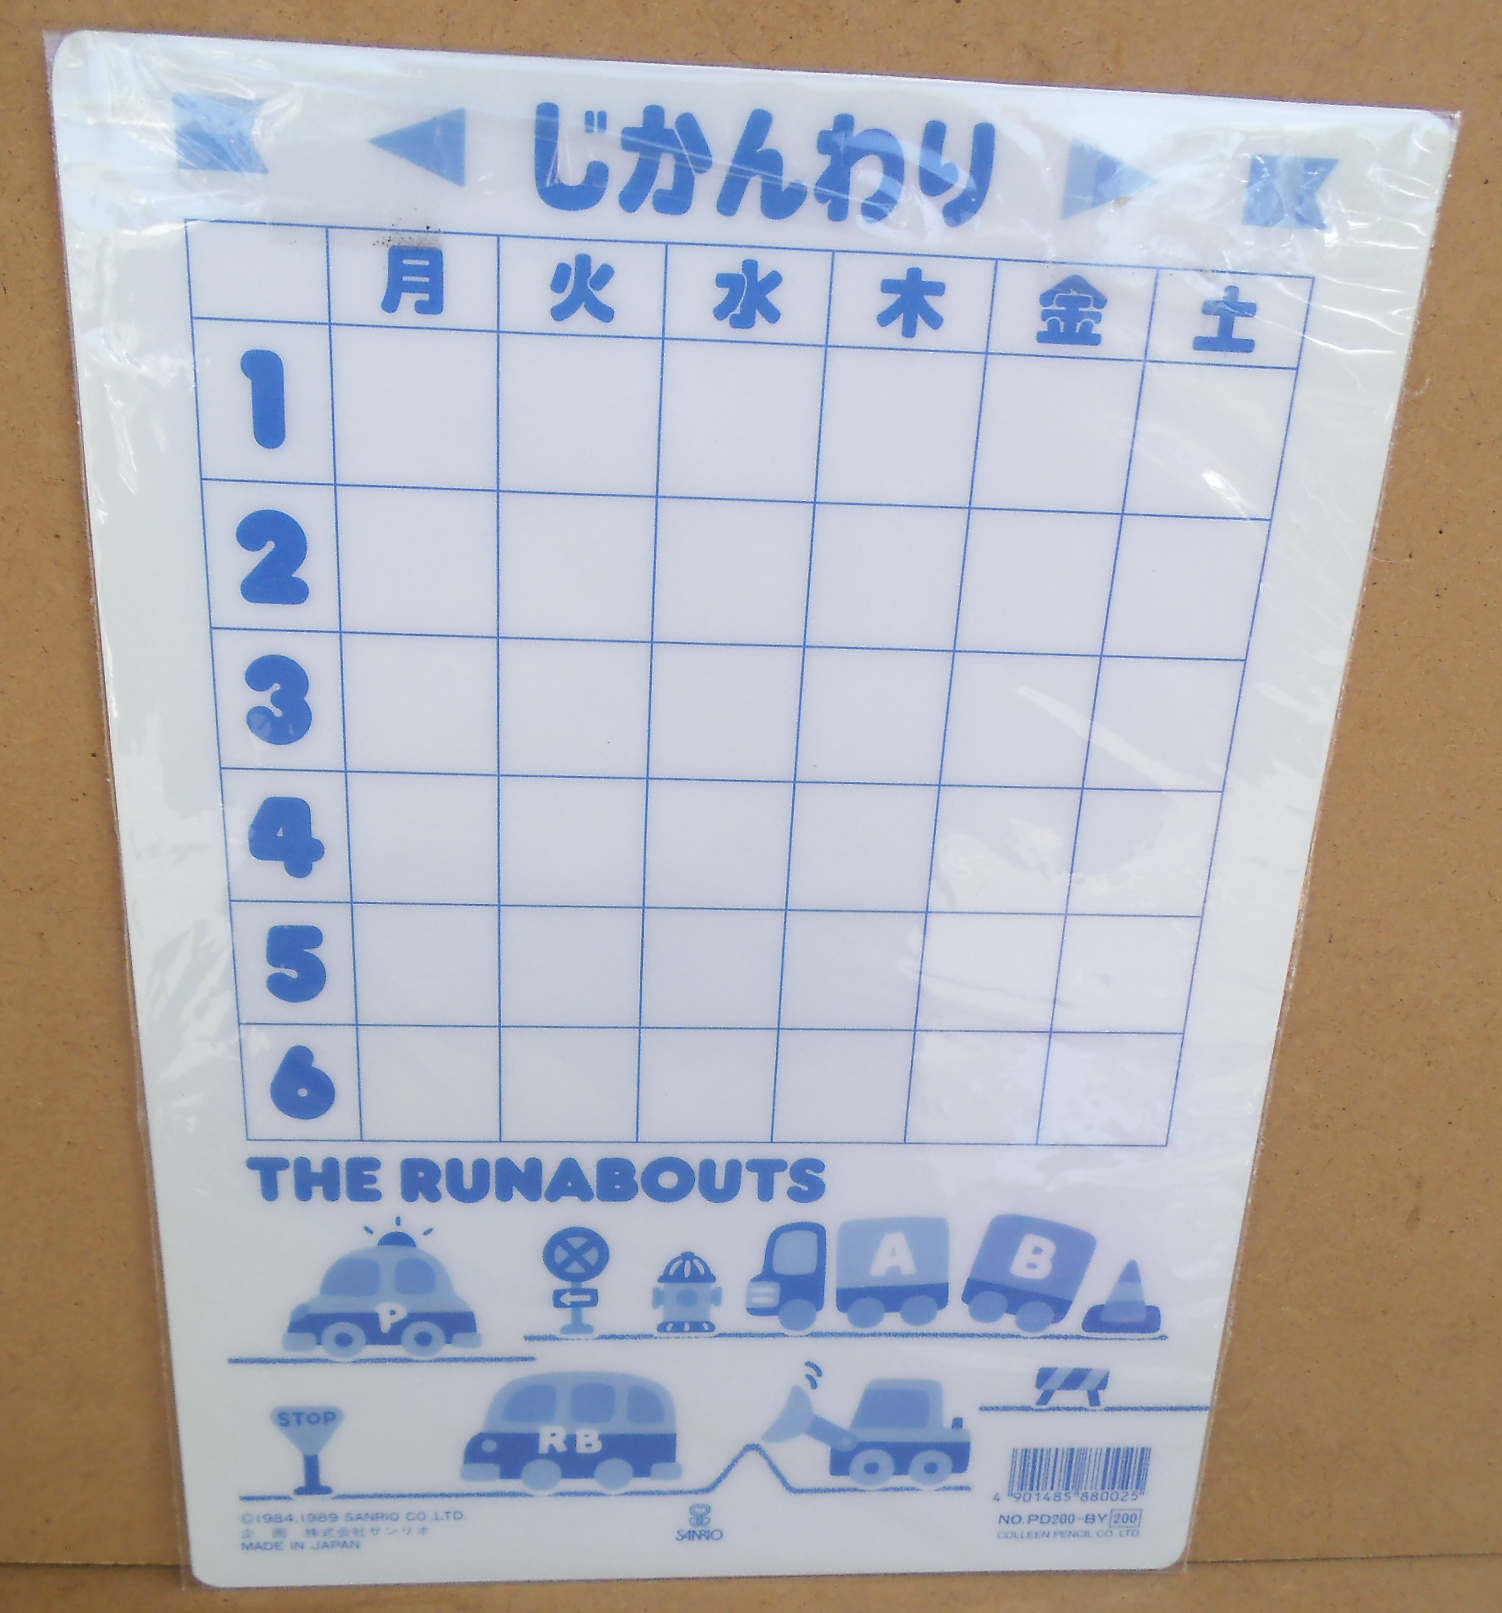 じかんわり
月 火 水 木 金 土
1
2
3
4
5
6
THE RUNABOUTS
P
A B
STOP
RB
4 901485 880025
©1984,1989 SANRIO CO.,LTD.
企 画 株式会社サンリオ
MADE IN JAPAN
SANRIO
NO.PD200-BY 200
COLLEEN PENCIL CO. LTD.